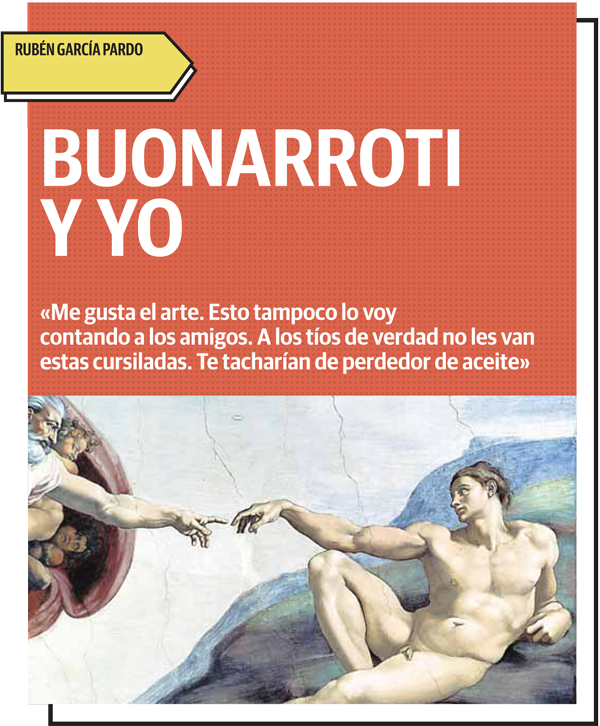 RUBÉN GARCÍA PARDO
BUONARROTI
Y YO
«Me gusta el arte. Esto tampoco lo voy
contando a los amigos. A los tíos de verdad no les van
estas cursiladas. Te tacharían de perdedor de aceite»